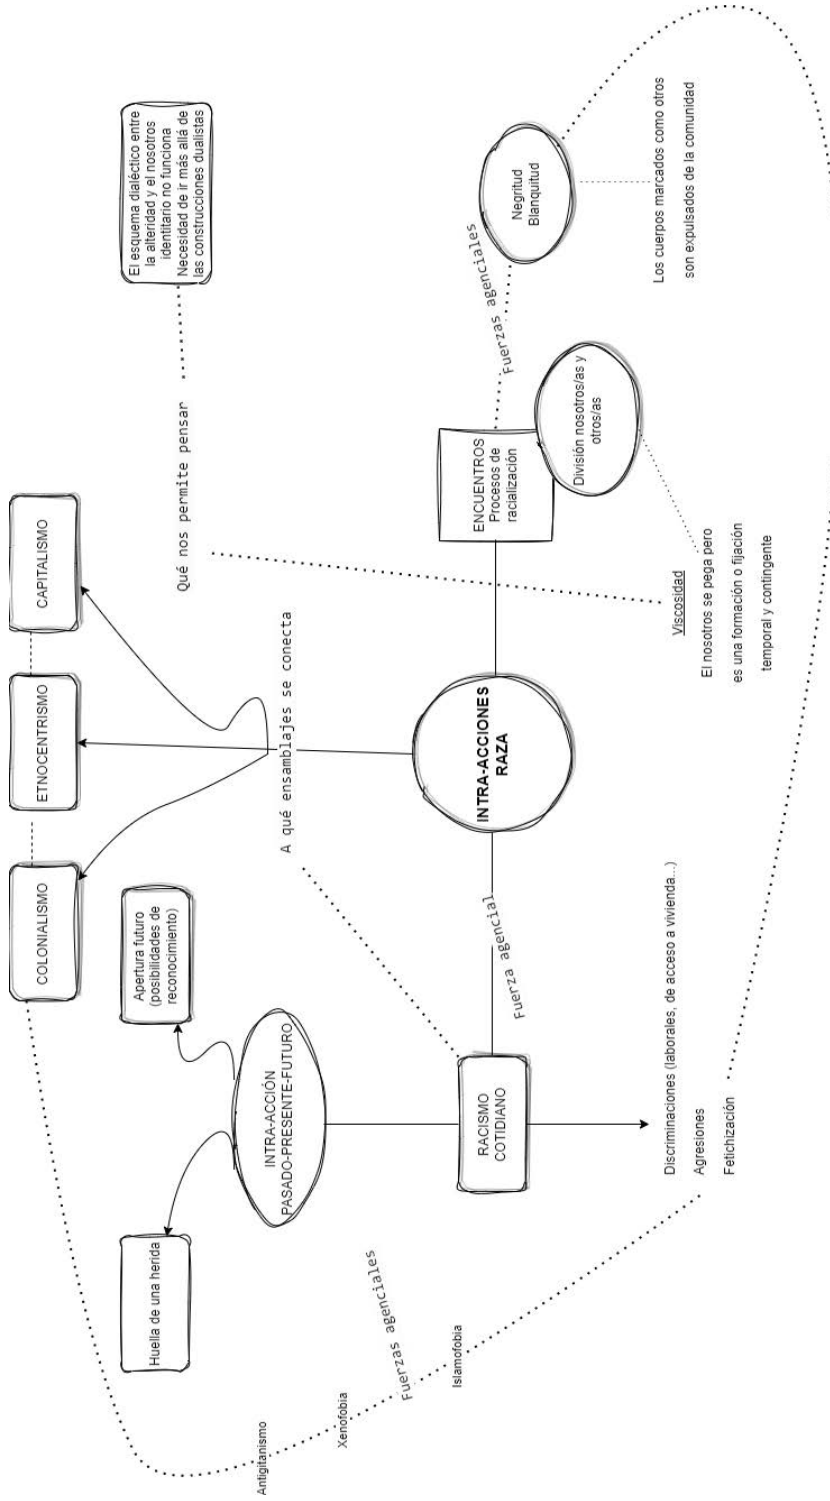 COLONIALISMO
ETNOCENTRISMO
CAPITALISMO
Huella de una herida
Apertura futuro
(posibilidades de
reconocimiento)
El esquema dialéctico entre
la alteridad y el nosotros
identitario no funciona
Necesidad de ir más allá de
las construcciones dualistas
Qué nos permite pensar
INTRA-ACCIÓN
PASADO-PRESENTE-FUTURO
A qué ensamblajes se conecta
Antigitanismo
Xenofobia
Fuerzas agenciales
Islamofobia
RACISMO
COTIDIANO
Fuerza agencial
INTRA-ACCIONES
RAZA
ENCUENTROS
Procesos de
racialización
Fuerzas agenciales
Negritud
Blanquitud
División nosotros/as y
otros/as
Discriminaciones (laborales, de acceso a vivienda...)
Agresiones
Fetichización
Viscosidad
El nosotros se pega pero
es una formación o fijación
temporal y contingente
Los cuerpos marcados como otros
son expulsados de la comunidad